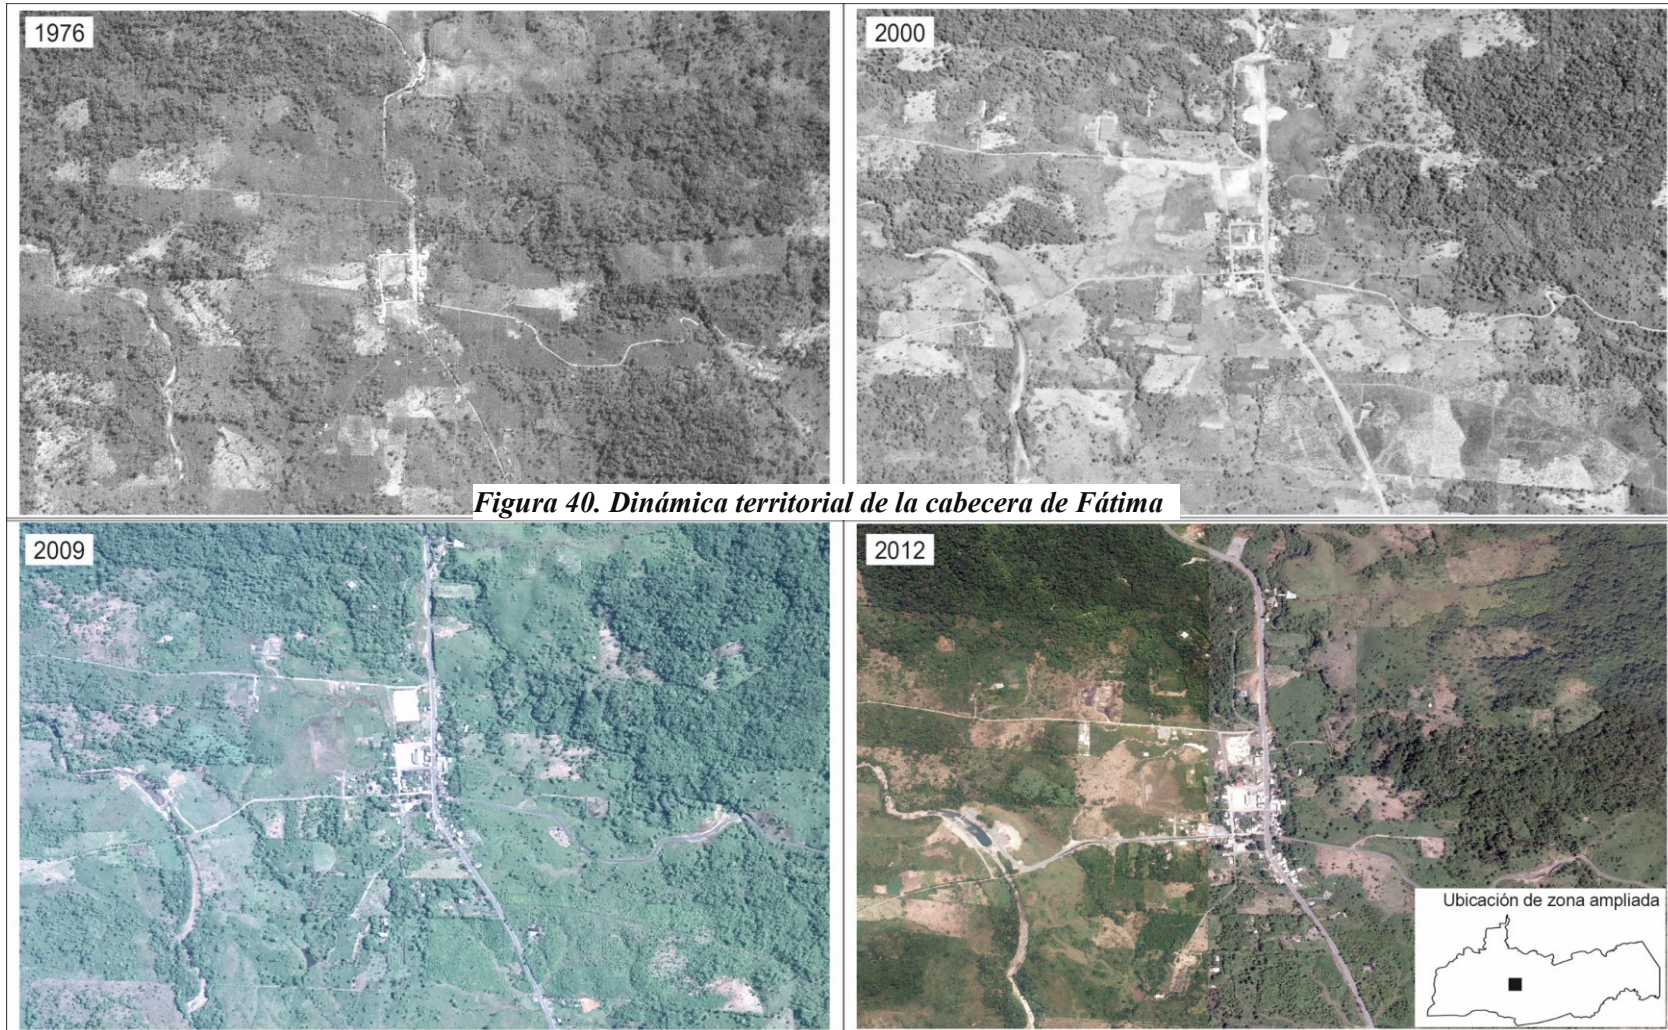 1976
2000
Figura 40. Dinámica territorial de la cabecera de Fátima
2009
2012
Ubicación de zona ampliada